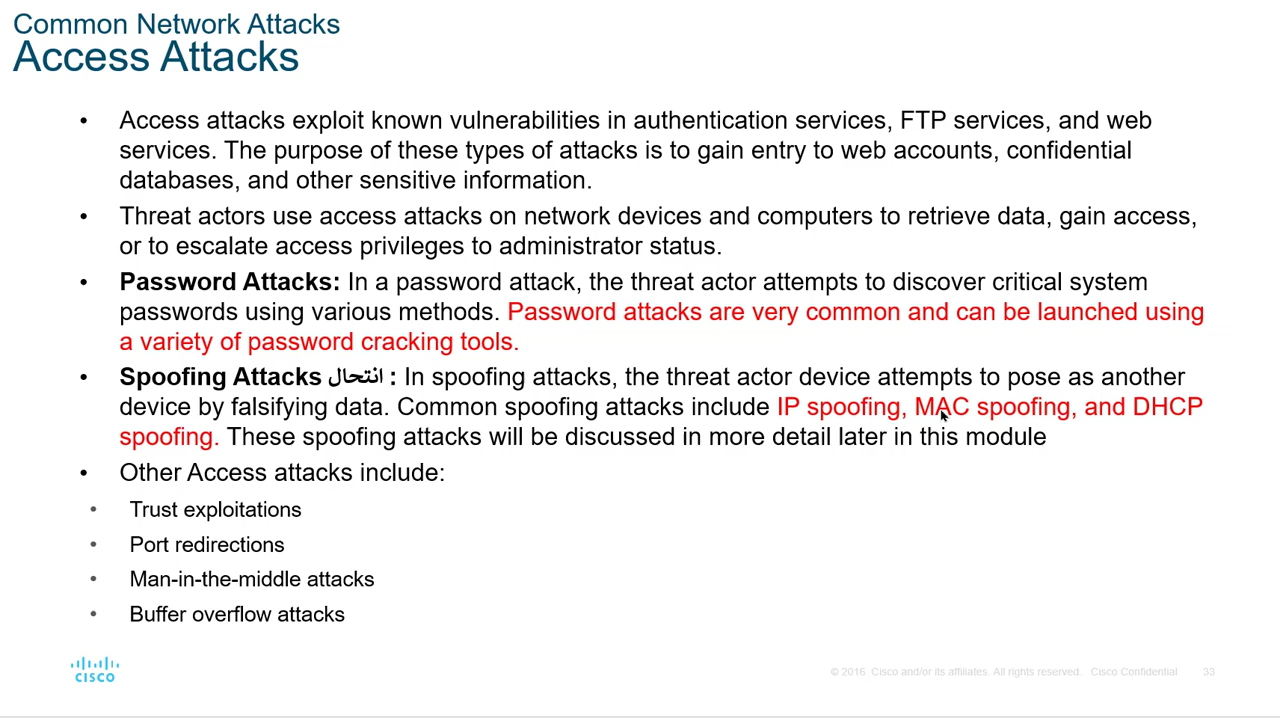 Common Network Attacks
Access Attacks
• Access attacks exploit known vulnerabilities in authentication services, FTP services, and web
services. The purpose of these types of attacks is to gain entry to web accounts, confidential
databases, and other sensitive information.
• Threat actors use access attacks on network devices and computers to retrieve data, gain access,
or to escalate access privileges to administrator status.
• Password Attacks: In a password attack, the threat actor attempts to discover critical system
passwords using various methods. Password attacks are very common and can be launched using
a variety of password cracking tools.
• Spoofing Attacks انتحال : In spoofing attacks, the threat actor device attempts to pose as another
device by falsifying data. Common spoofing attacks include IP spoofing, MAC spoofing, and DHCP
spoofing. These spoofing attacks will be discussed in more detail later in this module
• Other Access attacks include:
• Trust exploitations
• Port redirections
• Man-in-the-middle attacks
• Buffer overflow attacks
CISCO
© 2016 Cisco and/or its affiliates. All rights reserved. Cisco Confidential 33